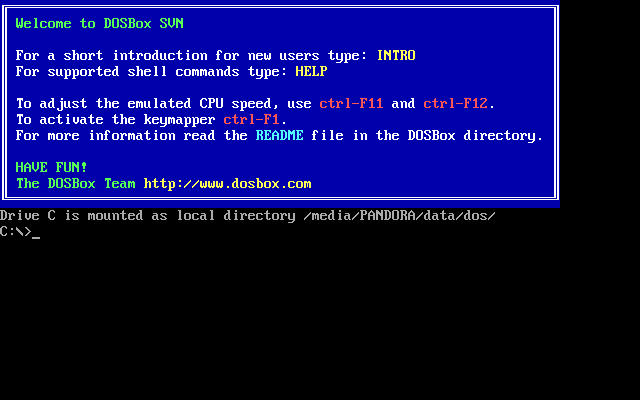 Welcome to DOSBox SVN
For a short introduction for new users type: INTRO
For supported shell commands type: HELP
To adjust the emulated CPU speed, use ctrl-F11 and ctrl-F12.
To activate the keymapper ctrl-F1.
For more information read the README file in the DOSBox directory.
HAVE FUN!
The DOSBox Team http://www.dosbox.com
Drive C is mounted as local directory /media/PANDORA/data/dos/
C:\>_